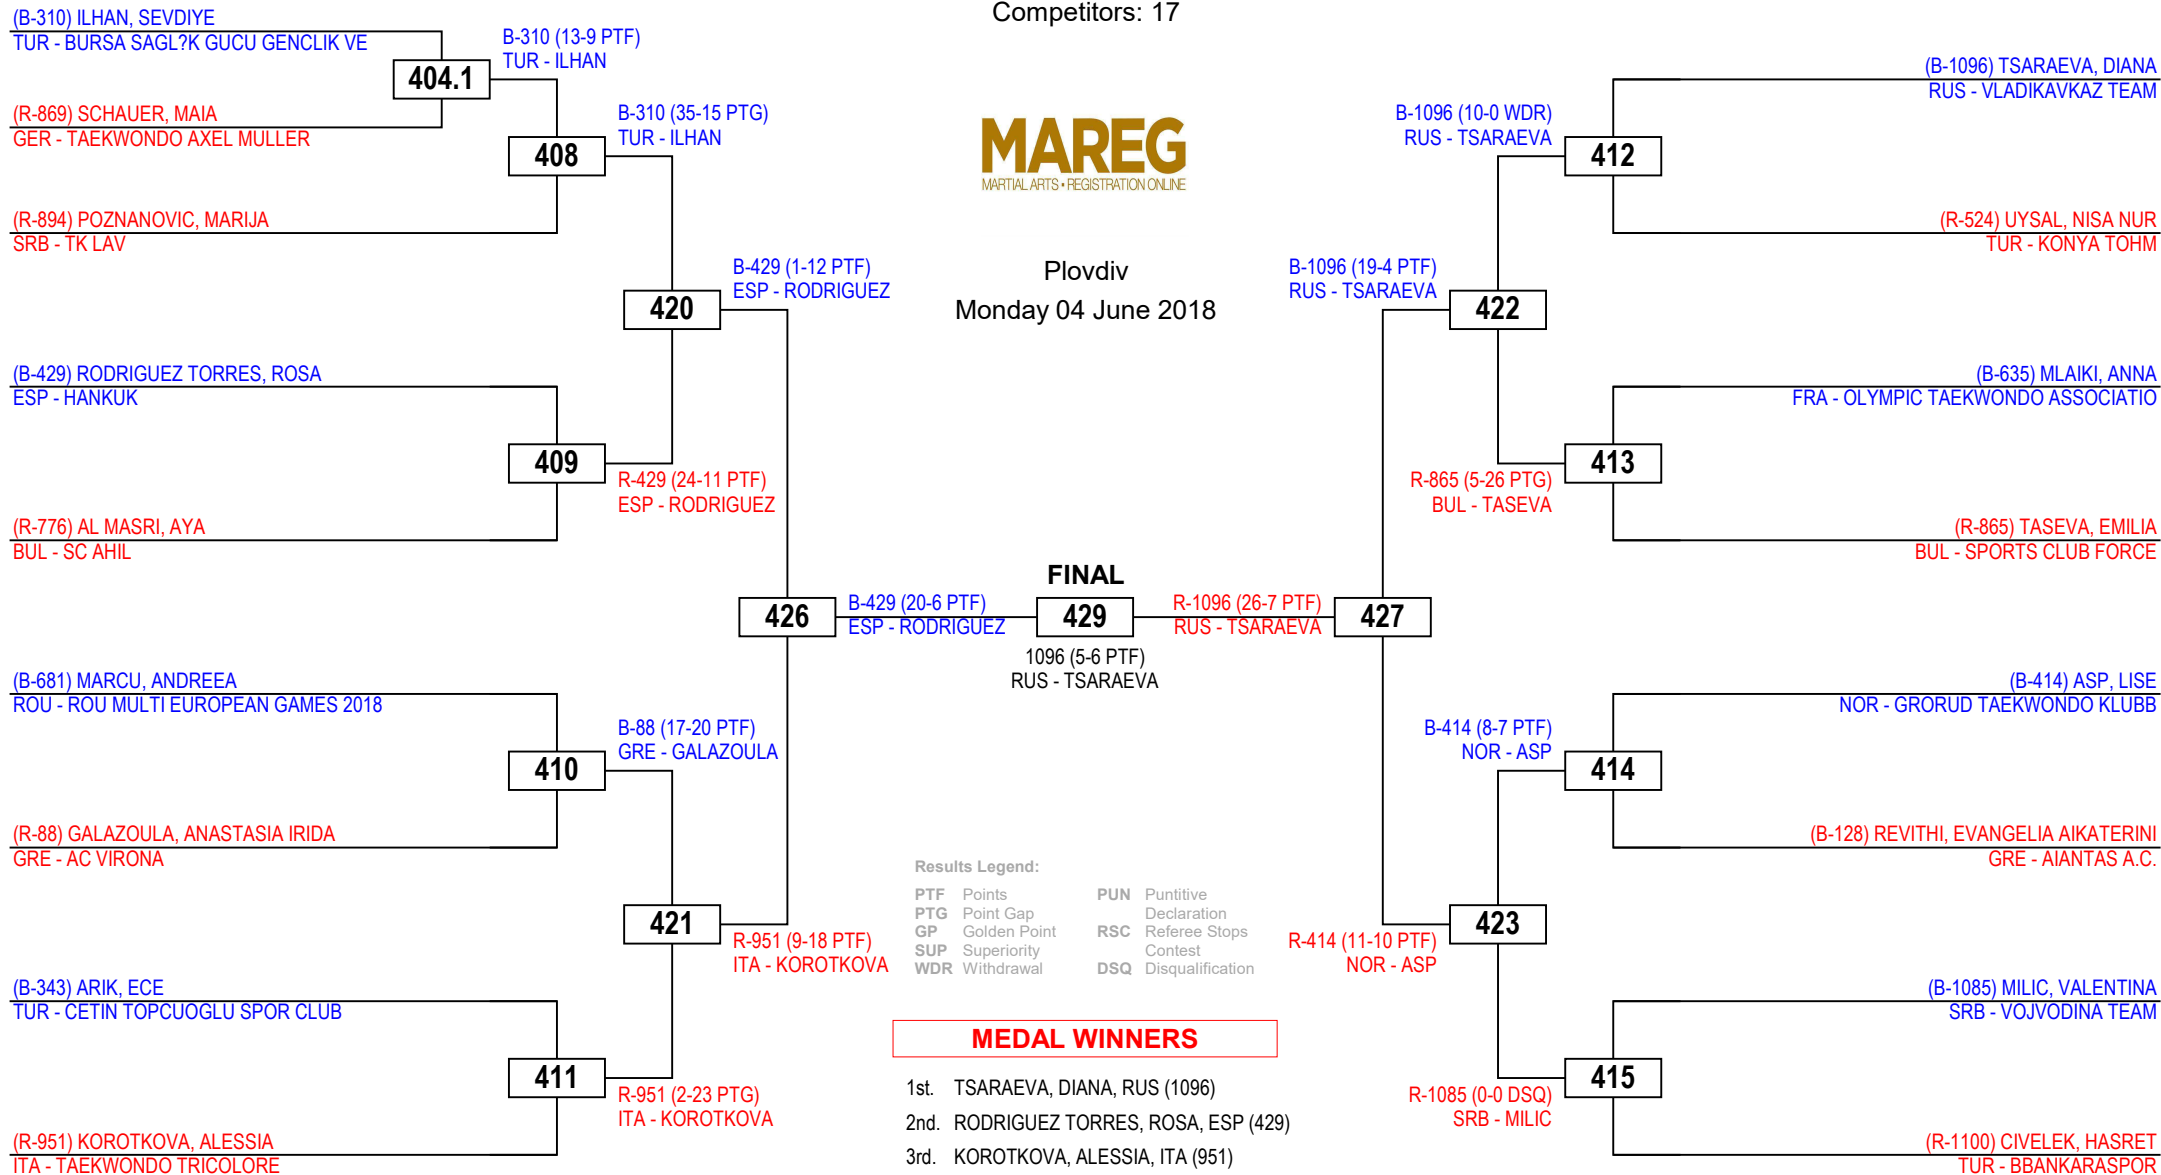 Competitors: 17
(B-310) ILHAN, SEVDIYE
TUR - BURSA SAGL?K GUCU GENCLIK VE
404.1
(R-869) SCHAUER, MAIA
GER - TAEKWONDO AXEL MULLER
B-310 (13-9 PTF)
TUR - ILHAN
408
(R-894) POZNANOVIC, MARIJA
SRB - TK LAV
B-310 (35-15 PTG)
TUR - ILHAN
420
(B-429) RODRIGUEZ TORRES, ROSA
ESP - HANKUK
409
(R-776) AL MASRI, AYA
BUL - SC AHIL
R-429 (24-11 PTF)
ESP - RODRIGUEZ
B-429 (1-12 PTF)
ESP - RODRIGUEZ
426
(B-681) MARCU, ANDREEA
ROU - ROU MULTI EUROPEAN GAMES 2018
410
(R-88) GALAZOULA, ANASTASIA IRIDA
GRE - AC VIRONA
B-88 (17-20 PTF)
GRE - GALAZOULA
421
(B-343) ARIK, ECE
TUR - CETIN TOPCUOGLU SPOR CLUB
411
(R-951) KOROTKOVA, ALESSIA
ITA - TAEKWONDO TRICOLORE
R-951 (2-23 PTG)
ITA - KOROTKOVA
R-951 (9-18 PTF)
ITA - KOROTKOVA
MAREG
MARTIAL ARTS • REGISTRATION ONLINE
Plovdiv
Monday 04 June 2018
B-429 (20-6 PTF)
ESP - RODRIGUEZ
FINAL
429
1096 (5-6 PTF)
RUS - TSARAEVA
R-1096 (26-7 PTF)
RUS - TSARAEVA
427
B-1096 (19-4 PTF)
RUS - TSARAEVA
422
B-1096 (10-0 WDR)
RUS - TSARAEVA
412
(B-1096) TSARAEVA, DIANA
RUS - VLADIKAVKAZ TEAM
(R-524) UYSAL, NISA NUR
TUR - KONYA TOHM
(B-635) MLAIKI, ANNA
FRA - OLYMPIC TAEKWONDO ASSOCIATIO
413
R-865 (5-26 PTG)
BUL - TASEVA
(R-865) TASEVA, EMILIA
BUL - SPORTS CLUB FORCE
(B-414) ASP, LISE
NOR - GRORUD TAEKWONDO KLUBB
B-414 (8-7 PTF)
NOR - ASP
414
(B-128) REVITHI, EVANGELIA AIKATERINI
GRE - AIANTAS A.C.
423
R-414 (11-10 PTF)
NOR - ASP
(B-1085) MILIC, VALENTINA
SRB - VOJVODINA TEAM
415
R-1085 (0-0 DSQ)
SRB - MILIC
(R-1100) CIVELEK, HASRET
TUR - BBANKARASPOR
Results Legend:
PTF Points
PTG Point Gap
GP Golden Point
SUP Superiority
WDR Withdrawal
PUN Puntitive
Declaration
RSC Referee Stops
Contest
DSQ Disqualification
MEDAL WINNERS
1st. TSARAEVA, DIANA, RUS (1096)
2nd. RODRIGUEZ TORRES, ROSA, ESP (429)
3rd. KOROTKOVA, ALESSIA, ITA (951)